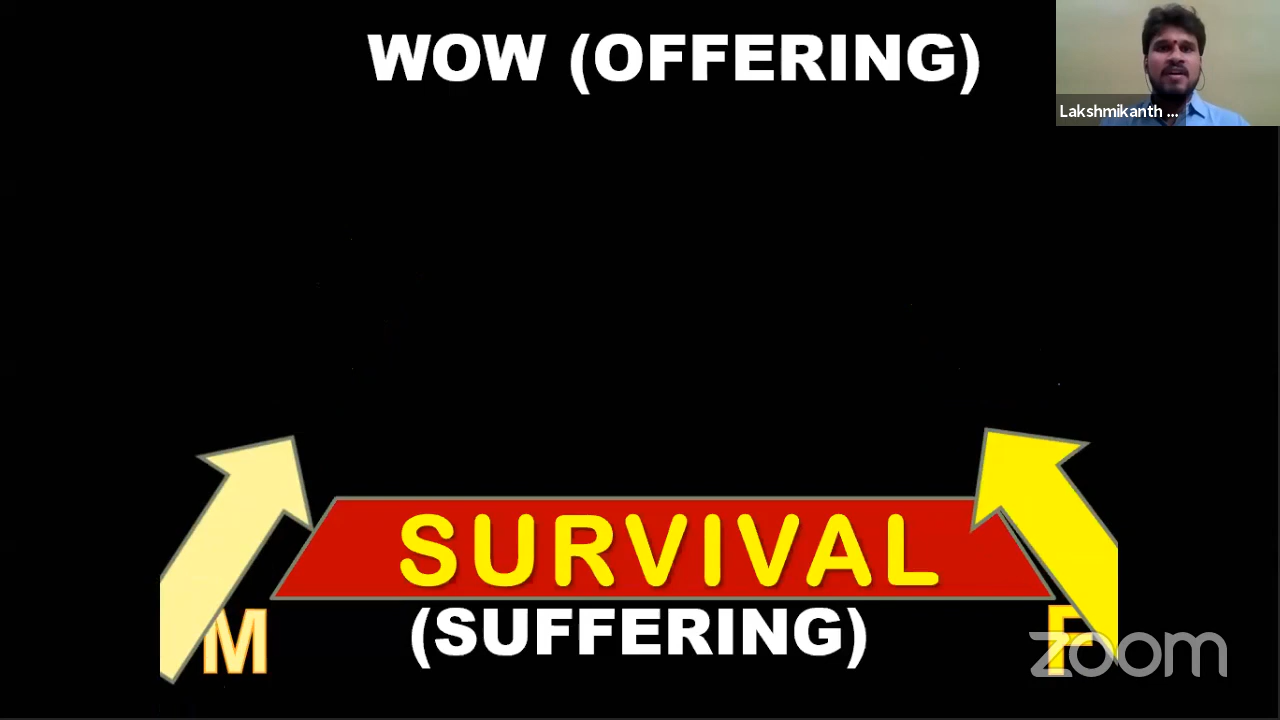 WOW (OFFERING)
Lakshmikanth ...
SURVIVAL
(SUFFERING)
M
F
zoom